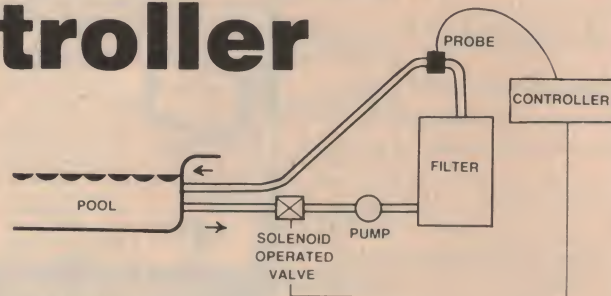 troller
PROBE
CONTROLLER
FILTER
POOL
PUMP
SOLENOID
OPERATED
VALVE